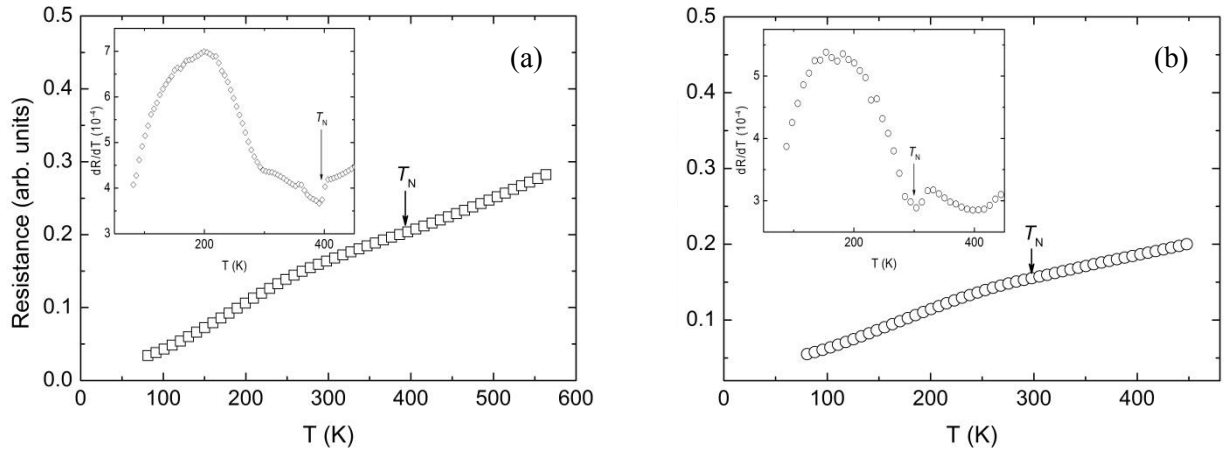 (a)
Resistance (arb. units)
0.5
0.4
0.3
0.2
0.1
0.0
0 100 200 300 400 500 600
T (K)
T_N
dR/dT (10⁻⁴)
7
6
5
4
3
200 400
T (K)
T_N
(b)
0.5
0.4
0.3
0.2
0.1
100 200 300 400
T (K)
T_N
dR/dT (10⁻⁴)
5
4
3
200 400
T (K)
T_N